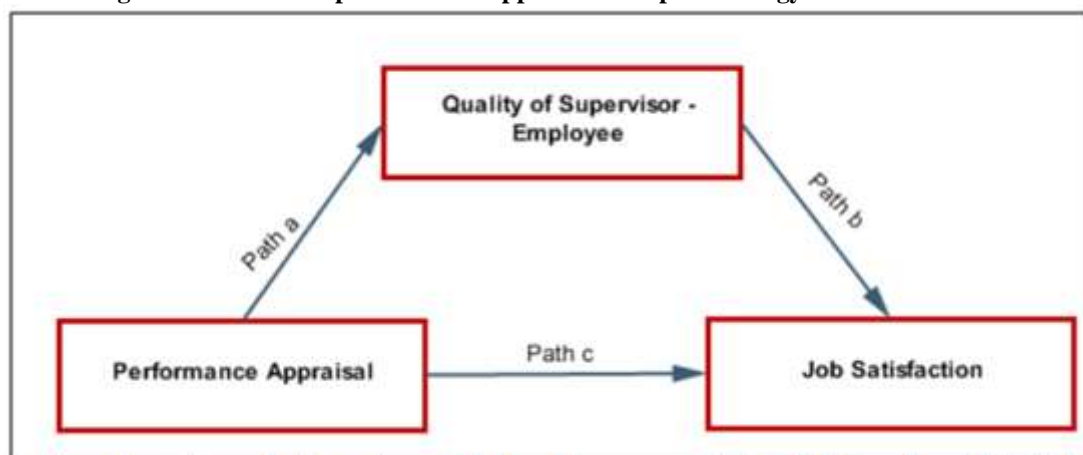 Quality of Supervisor -
Employee
Path a
Path b
Performance Appraisal
Path c
Job Satisfaction